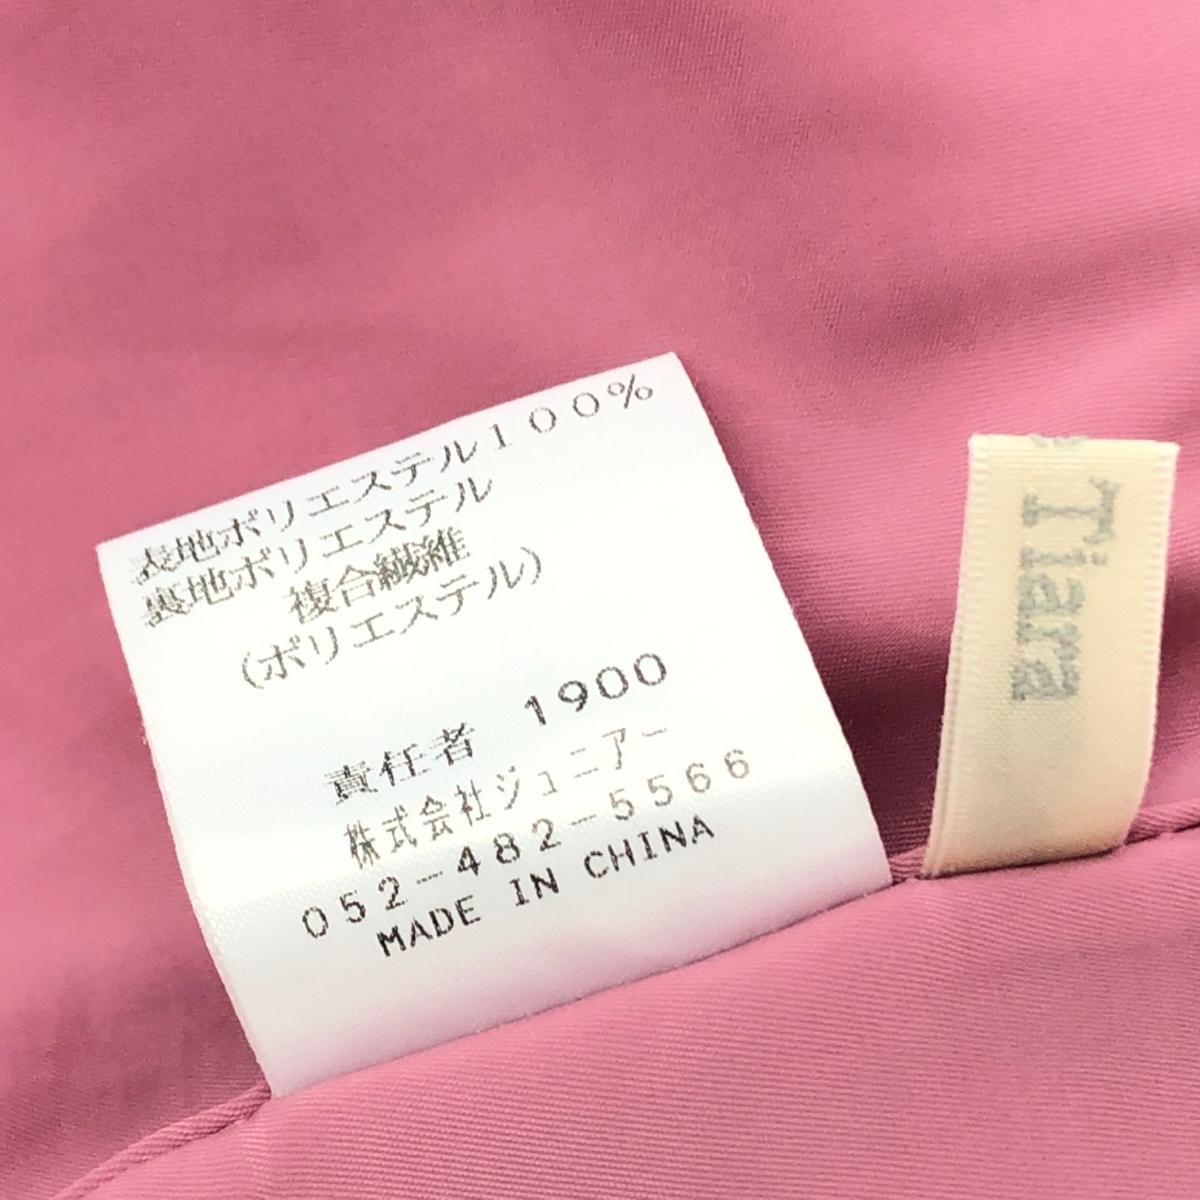 表地ポリエステル100%
裏地ポリエステル
複合繊維
(ポリエステル)
責任者 1900
株式会社ジュニアー
052-482-5566
MADE IN CHINA
Tiara